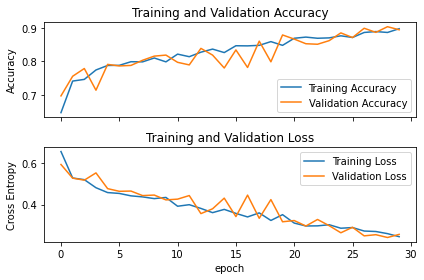 Training and Validation Accuracy
Accuracy
0.9
0.8
0.7
Training Accuracy
Validation Accuracy
Training and Validation Loss
Cross Entropy
0.6
0.4
Training Loss
Validation Loss
0 5 10 15 20 25 30
epoch